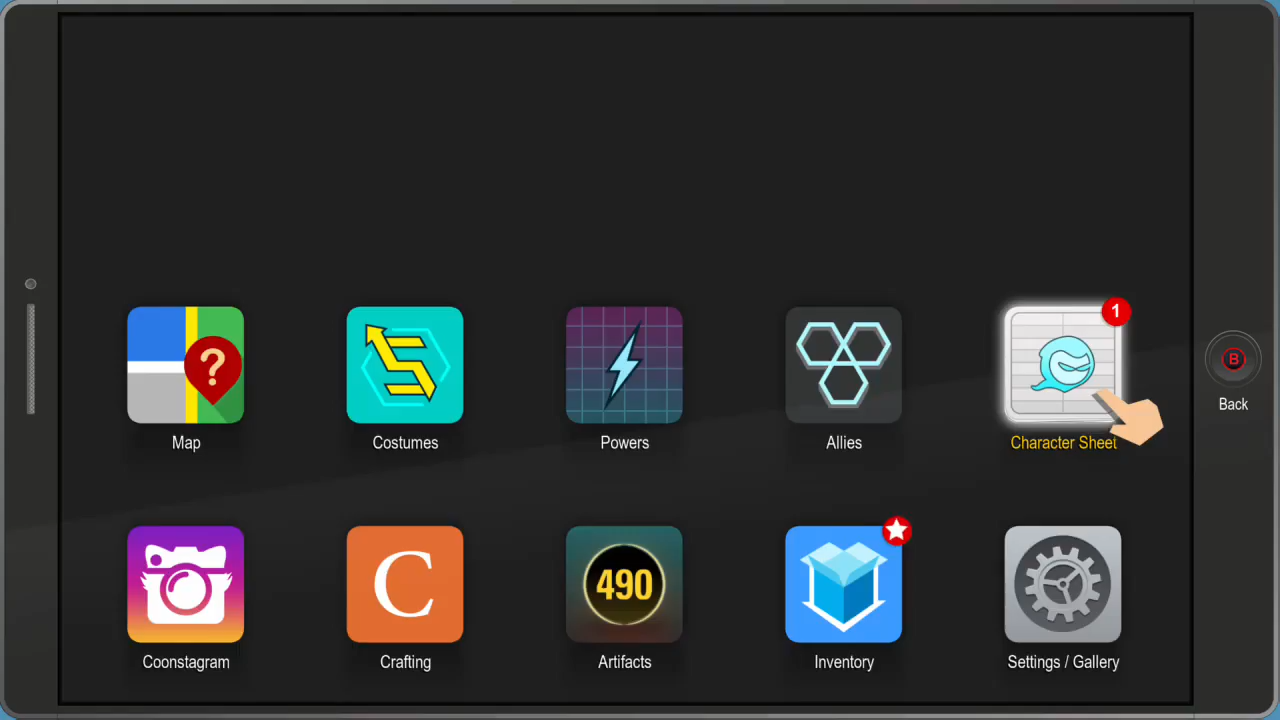 ?
1
Map
Costumes
Powers
Allies
Character Sheet
B
Back
C
490
Coonstagram
Crafting
Artifacts
Inventory
Settings / Gallery